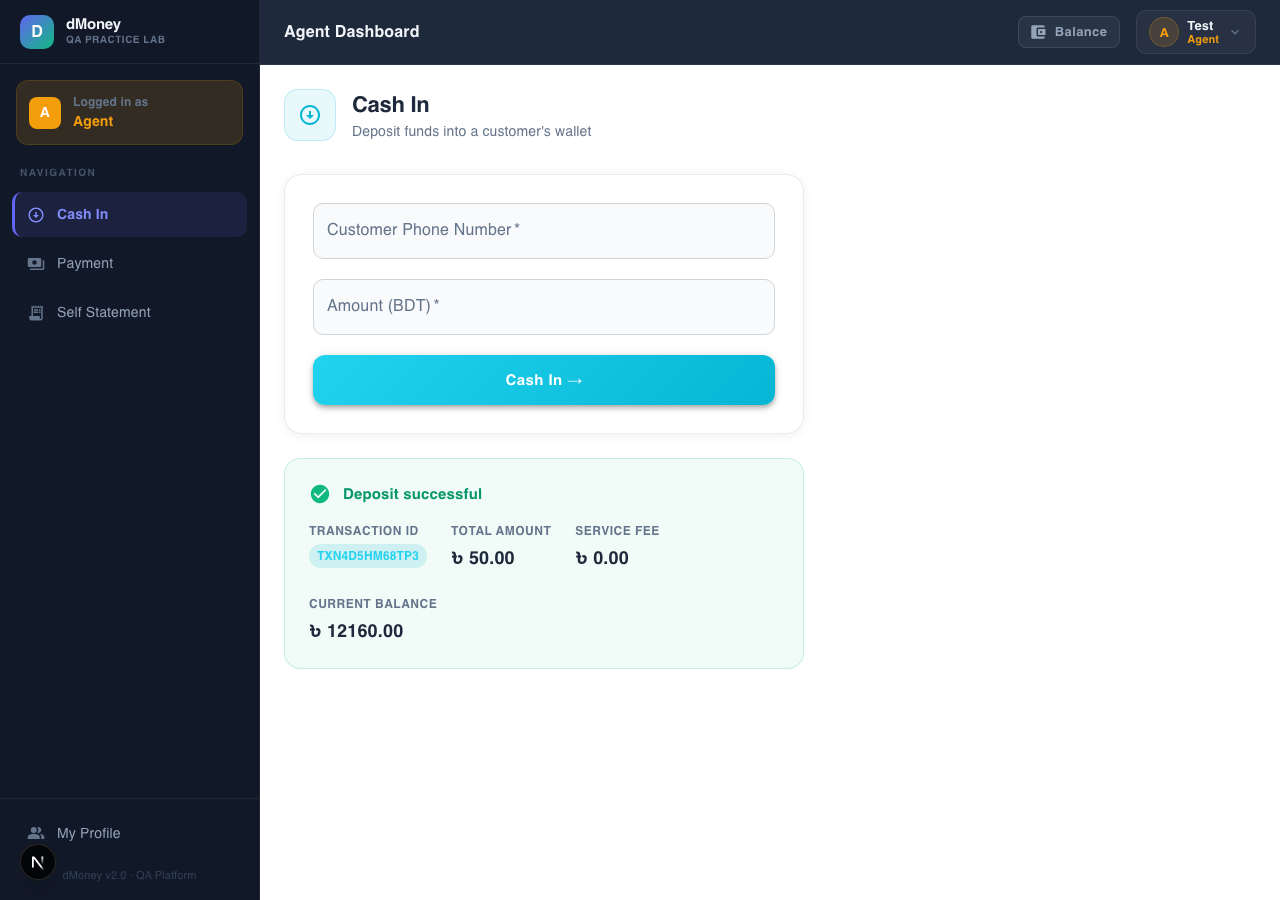 D
dMoney
QA PRACTICE LAB
Agent Dashboard
Balance
A
Test
Agent
A
Logged in as
Agent
NAVIGATION
Cash In
Payment
Self Statement
Cash In
Deposit funds into a customer's wallet
Customer Phone Number *
Amount (BDT) *
Cash In →
Deposit successful
TRANSACTION ID
TXN4D5HM68TP3
TOTAL AMOUNT
৳ 50.00
SERVICE FEE
৳ 0.00
CURRENT BALANCE
৳ 12160.00
My Profile
N
dMoney v2.0 · QA Platform